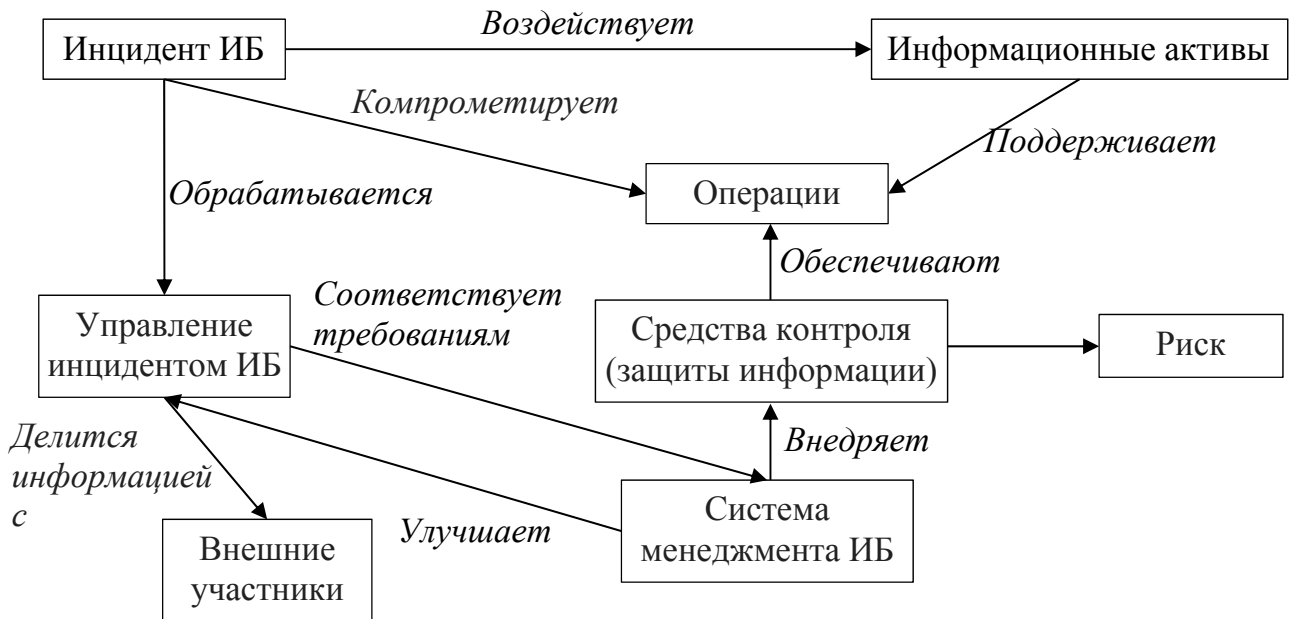 Воздействует
Инцидент ИБ
Информационные активы
Компрометирует
Поддерживает
Обрабатывается
Операции
Обеспечивают
Соответствует
требованиям
Управление
инцидентом ИБ
Средства контроля
(защиты информации)
Риск
Делится
информацией
с
Внедряет
Улучшает
Система
менеджмента ИБ
Внешние
участники